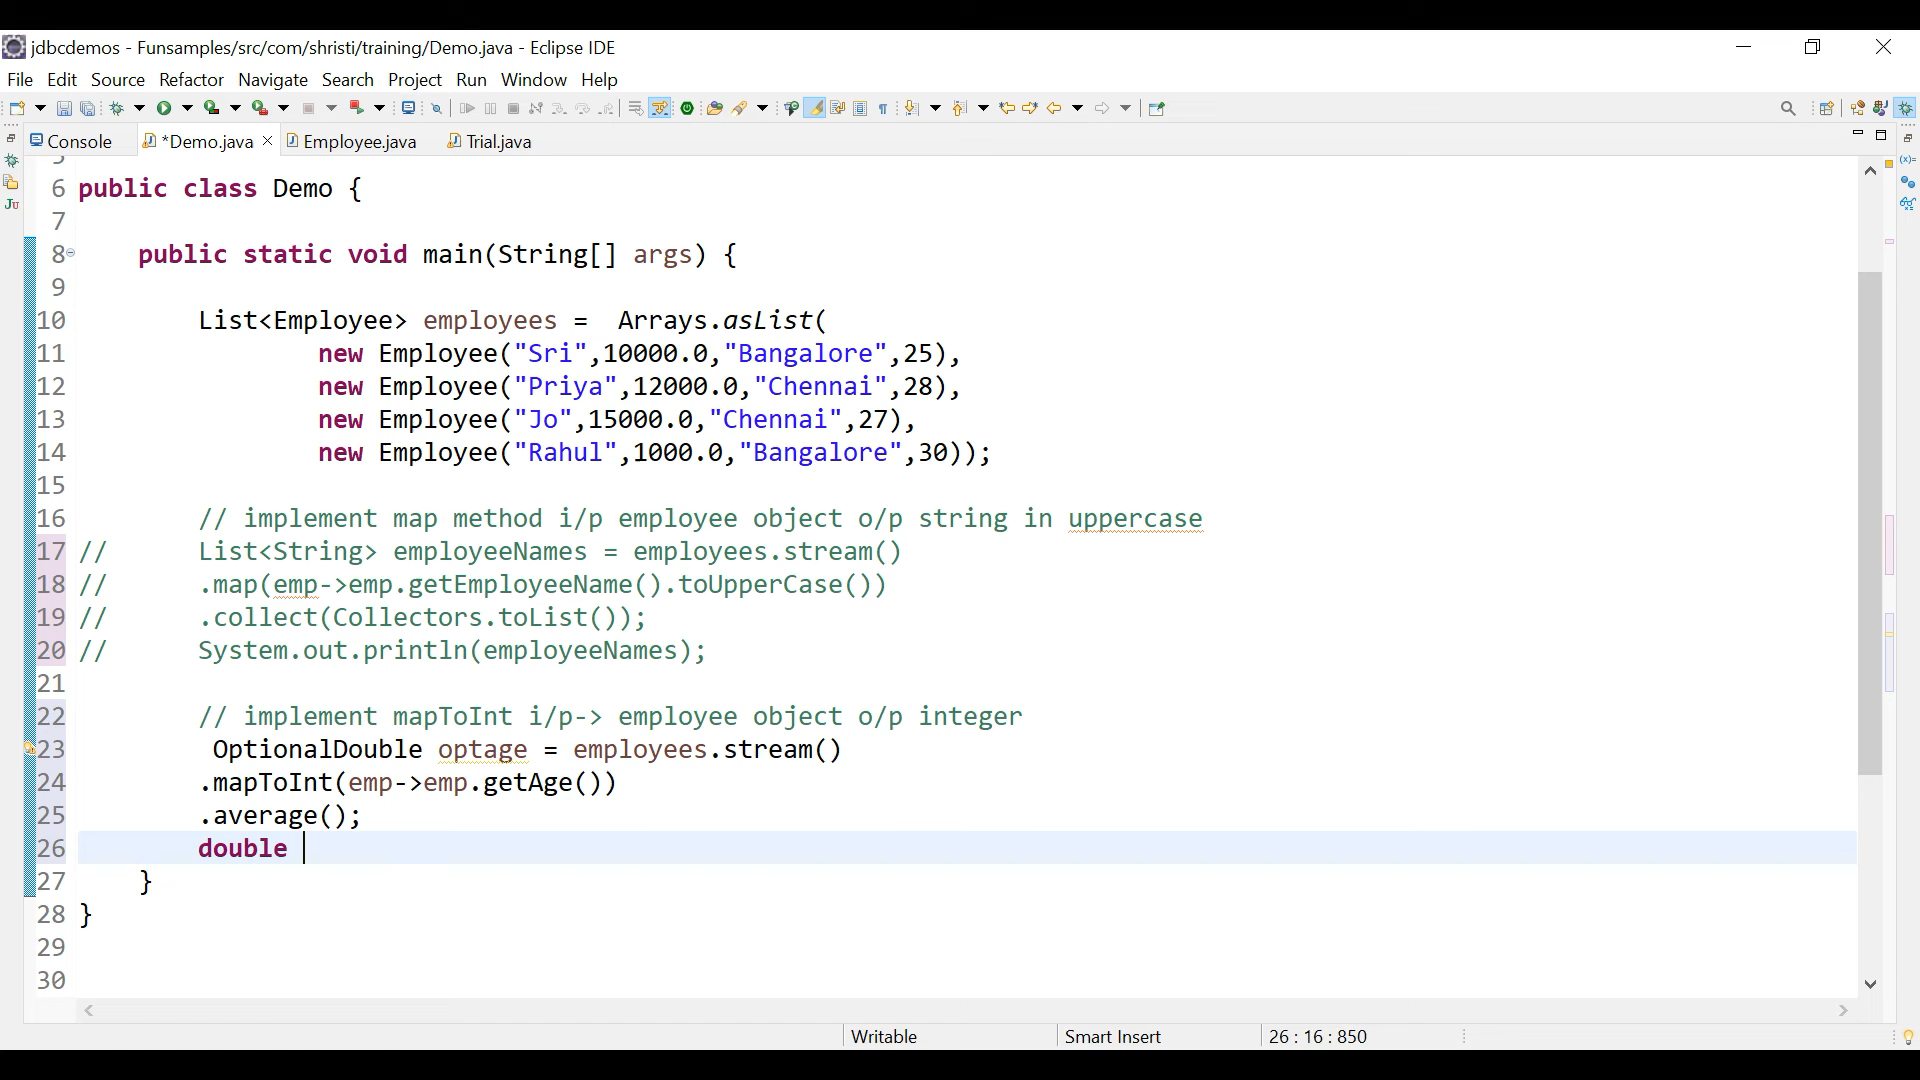 jdbcdemos - Funsamples/src/com/shristi/training/Demo.java - Eclipse IDE
File Edit Source Refactor Navigate Search Project Run Window Help
Console *Demo.java Employee.java Trial.java
6 public class Demo {
7
8 public static void main(String[] args) {
9
10 List<Employee> employees =  Arrays.asList(
11 new Employee("Sri",10000.0,"Bangalore",25),
12 new Employee("Priya",12000.0,"Chennai",28),
13 new Employee("Jo",15000.0,"Chennai",27),
14 new Employee("Rahul",1000.0,"Bangalore",30));
15
16 // implement map method i/p employee object o/p string in uppercase
17 // List<String> employeeNames = employees.stream()
18 // .map(emp->emp.getEmployeeName().toUpperCase())
19 // .collect(Collectors.toList());
20 // System.out.println(employeeNames);
21
22 // implement mapToInt i/p-> employee object o/p integer
23 OptionalDouble optage = employees.stream()
24 .mapToInt(emp->emp.getAge())
25 .average();
26 double
27 }
28 }
29
30
Writable Smart Insert 26 : 16 : 850